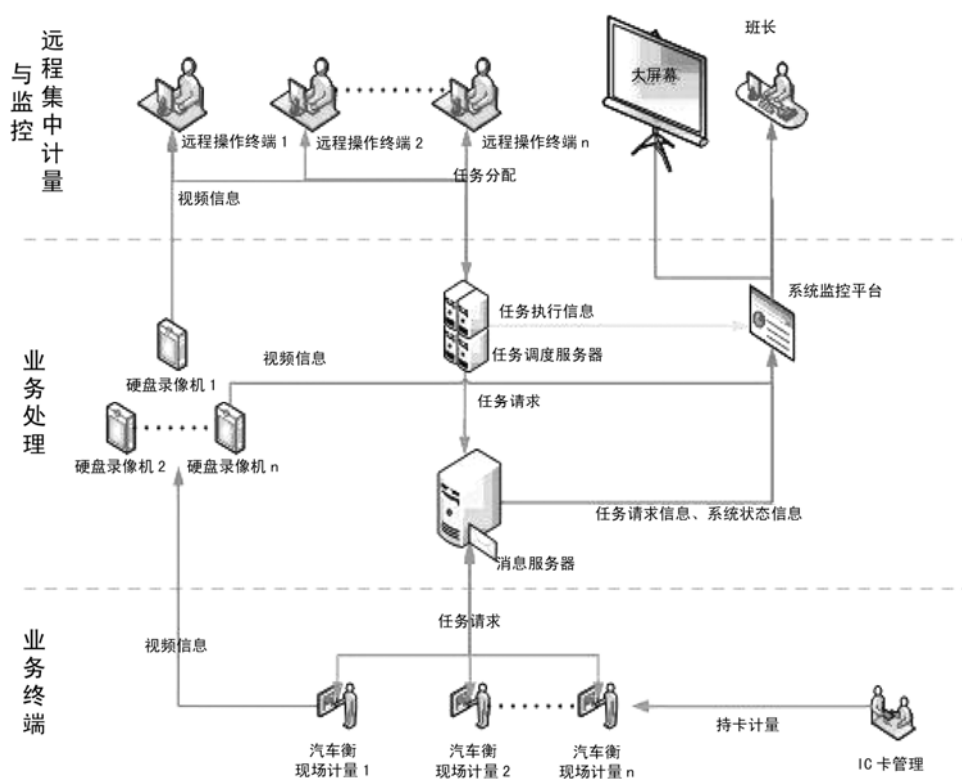 远程集中计量
与监控
班长
大屏幕
远程操作终端 1
远程操作终端 2
远程操作终端 n
任务分配
视频信息
系统监控平台
任务执行信息
任务调度服务器
视频信息
硬盘录像机 1
任务请求
业务处理
硬盘录像机 2
硬盘录像机 n
任务请求信息、系统状态信息
消息服务器
任务请求
业务终端
视频信息
持卡计量
汽车衡
现场计量 1
汽车衡
现场计量 2
汽车衡
现场计量 n
IC 卡管理